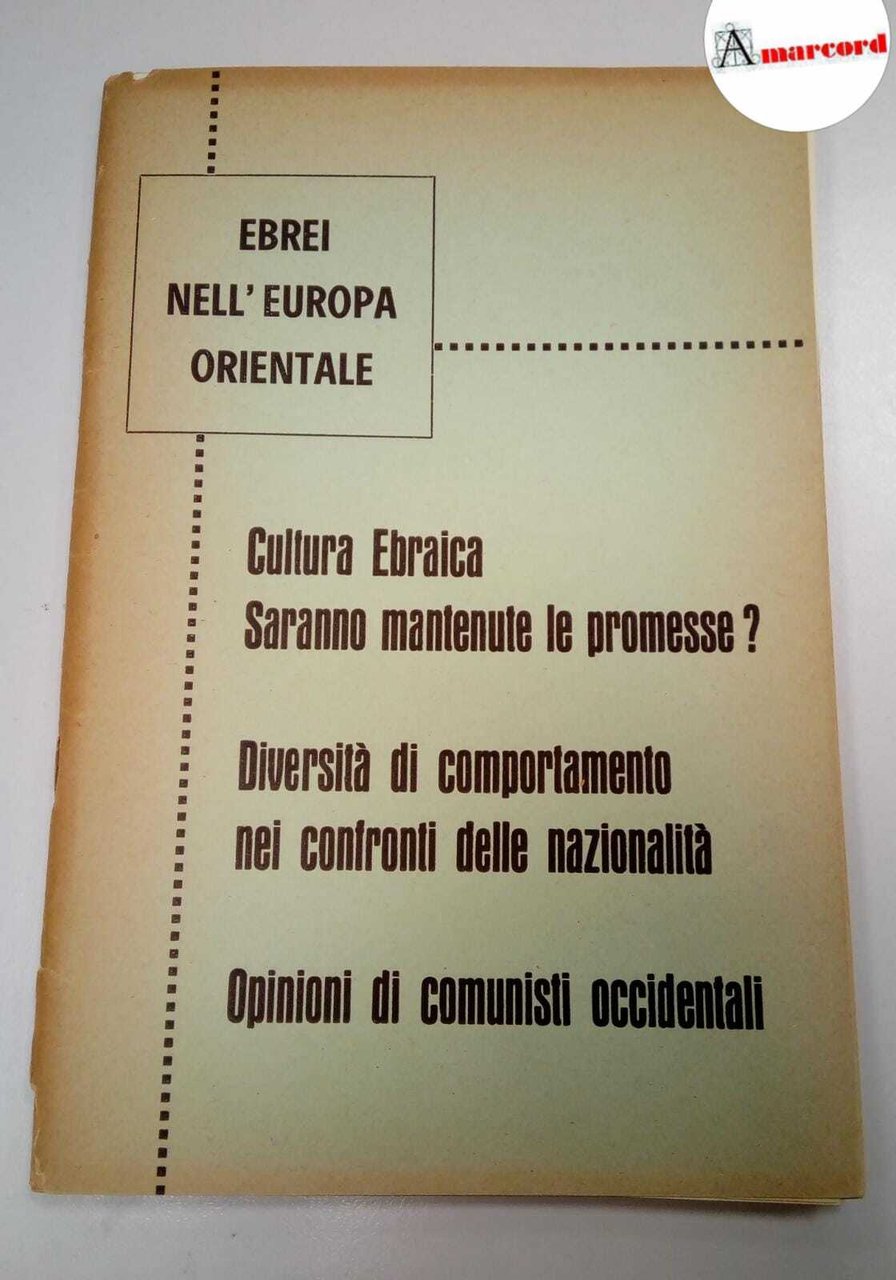 Amarcord
EBREI
NELL'EUROPA
ORIENTALE
Cultura Ebraica
Saranno mantenute le promesse?
Diversità di comportamento
nei confronti delle nazionalità
Opinioni di comunisti occidentali